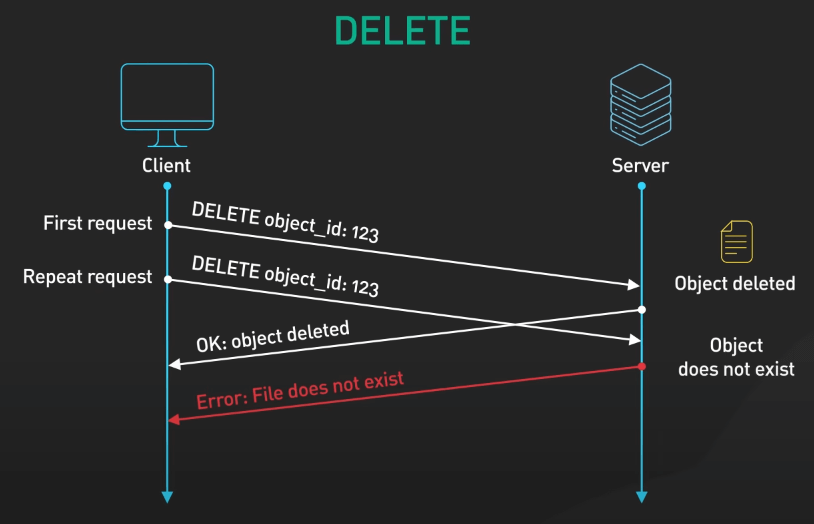 DELETE
Client
Server
First request
DELETE object_id: 123
Repeat request
DELETE object_id: 123
Object deleted
OK: object deleted
Object
does not exist
Error: File does not exist